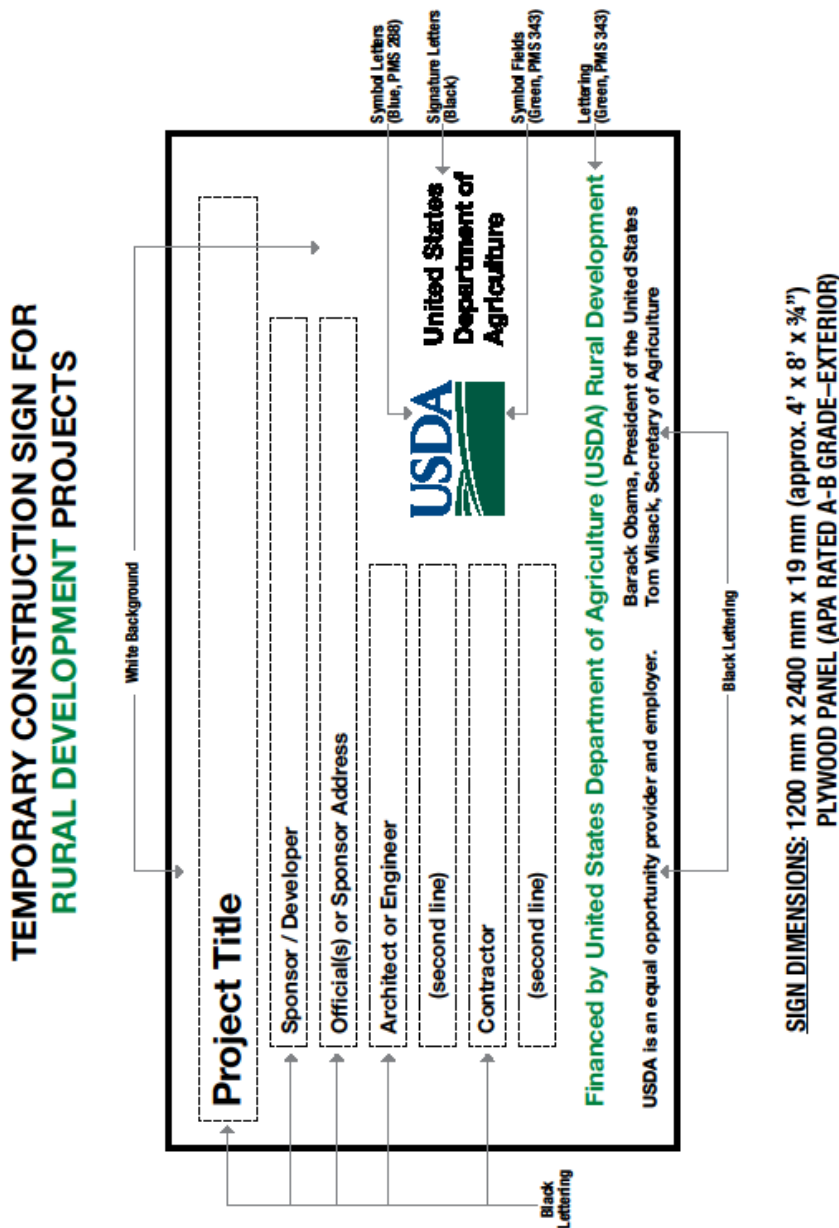 TEMPORARY CONSTRUCTION SIGN FOR
RURAL DEVELOPMENT PROJECTS
White Background
Project Title
Sponsor / Developer
Official(s) or Sponsor Address
Architect or Engineer
(second line)
Contractor
(second line)
Black
Lettering
USDA
United States
Department of
Agriculture
Symbol Letters
(Blue, PMS 288)
Signature Letters
(Black)
Symbol Fields
(Green, PMS 343)
Lettering
(Green, PMS 343)
Financed by United States Department of Agriculture (USDA) Rural Development
USDA is an equal opportunity provider and employer.
Barack Obama, President of the United States
Tom Vilsack, Secretary of Agriculture
Black Lettering
SIGN DIMENSIONS: 1200 mm x 2400 mm x 19 mm (approx. 4’ x 8’ x ¾”)
PLYWOOD PANEL (APA RATED A-B GRADE–EXTERIOR)